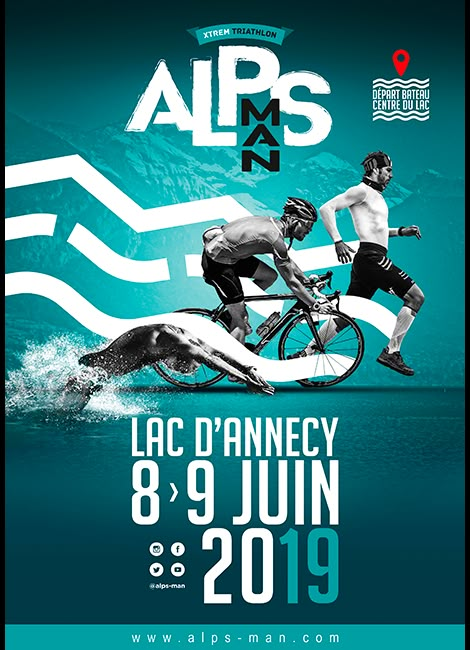 XTREM TRIATHLON
ALPS
MAN
DÉPART BATEAU
CENTRE DU LAC
LAC D'ANNECY
8 › 9 JUIN
2019
@alps-man
www.alps-man.com